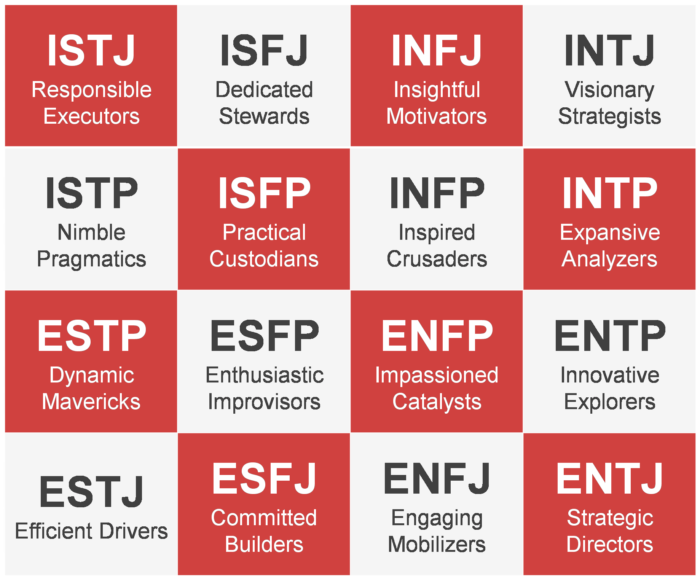 ISTJ
Responsible
Executors
ISFJ
Dedicated
Stewards
INFJ
Insightful
Motivators
INTJ
Visionary
Strategists
ISTP
Nimble
Pragmatics
ISFP
Practical
Custodians
INFP
Inspired
Crusaders
INTP
Expansive
Analyzers
ESTP
Dynamic
Mavericks
ESFP
Enthusiastic
Improvisors
ENFP
Impassioned
Catalysts
ENTP
Innovative
Explorers
ESTJ
Efficient Drivers
ESFJ
Committed
Builders
ENFJ
Engaging
Mobilizers
ENTJ
Strategic
Directors